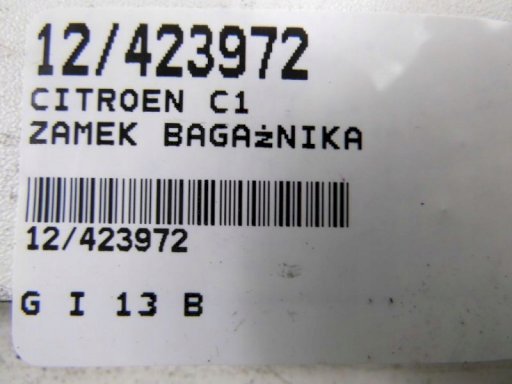 12/423972
CITROEN C1
ZAMEK BAGAżNIKA
12/423972
G I 13 B